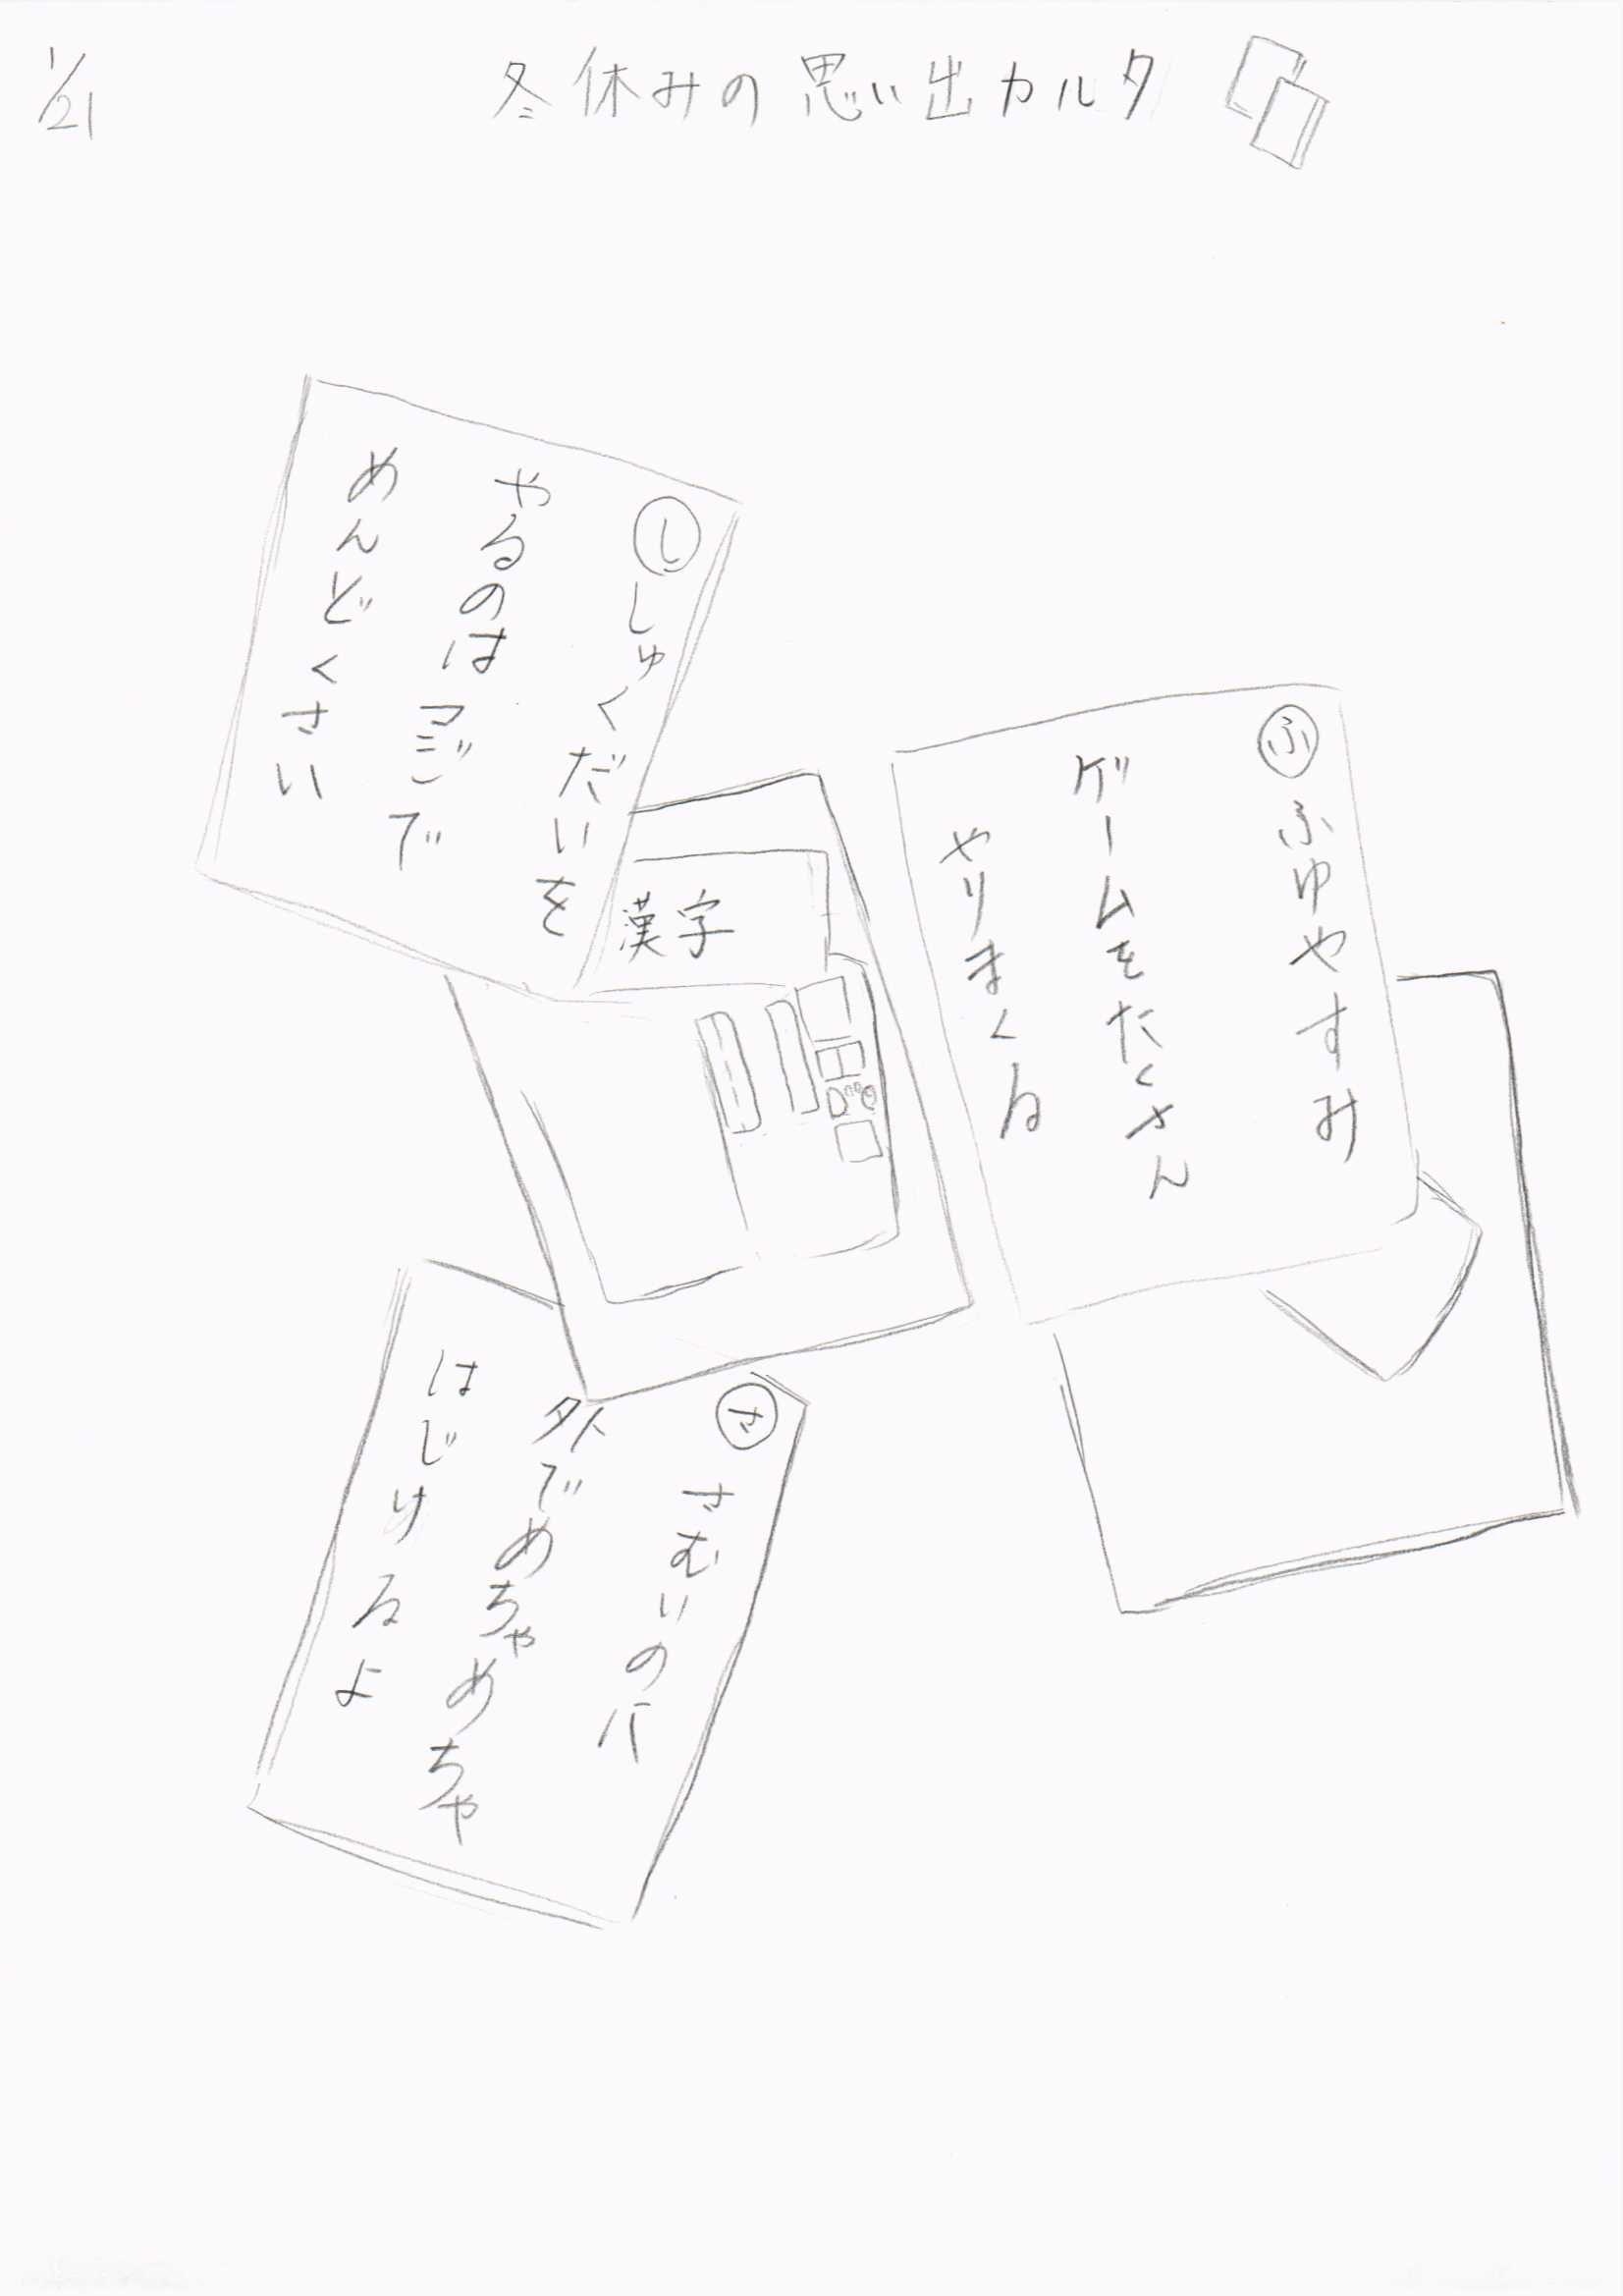 1/21
冬休みの思い出カルタ
し
しゅくだいを
やるのはマジで
めんどくさい
ふ
ふゆやすみ
ゲームをたくさん
やりまくる
漢字
さ
さむいのに
外でめちゃめちゃ
はじけるよ